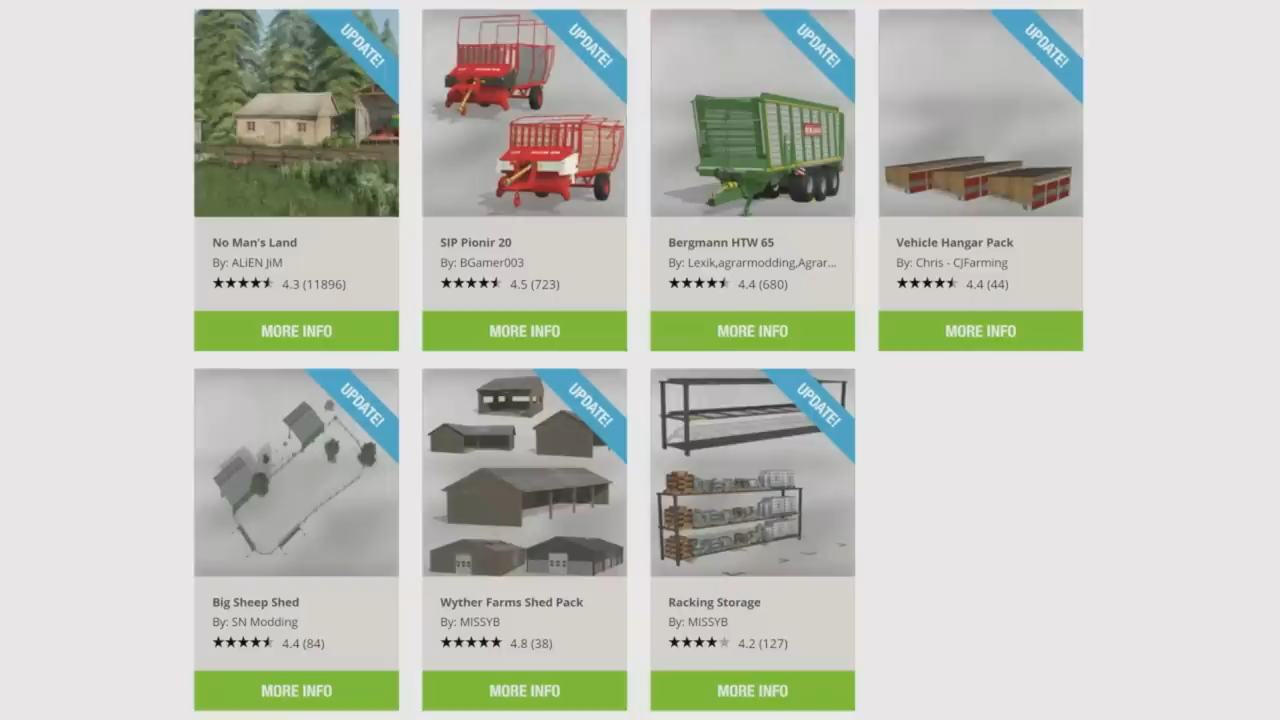 UPDATE!
UPDATE!
UPDATE!
UPDATE!
No Man's Land
By: ALiEN JiM
4.3 (11896)
MORE INFO
SIP Pionir 20
By: BGamer003
4.5 (723)
MORE INFO
Bergmann HTW 65
By: Lexik,agrarmodding,Agrar...
4.4 (680)
MORE INFO
Vehicle Hangar Pack
By: Chris - CJFarming
4.4 (44)
MORE INFO
UPDATE!
UPDATE!
UPDATE!
Big Sheep Shed
By: SN Modding
4.4 (84)
MORE INFO
Wyther Farms Shed Pack
By: MISSYB
4.8 (38)
MORE INFO
Racking Storage
By: MISSYB
4.2 (127)
MORE INFO